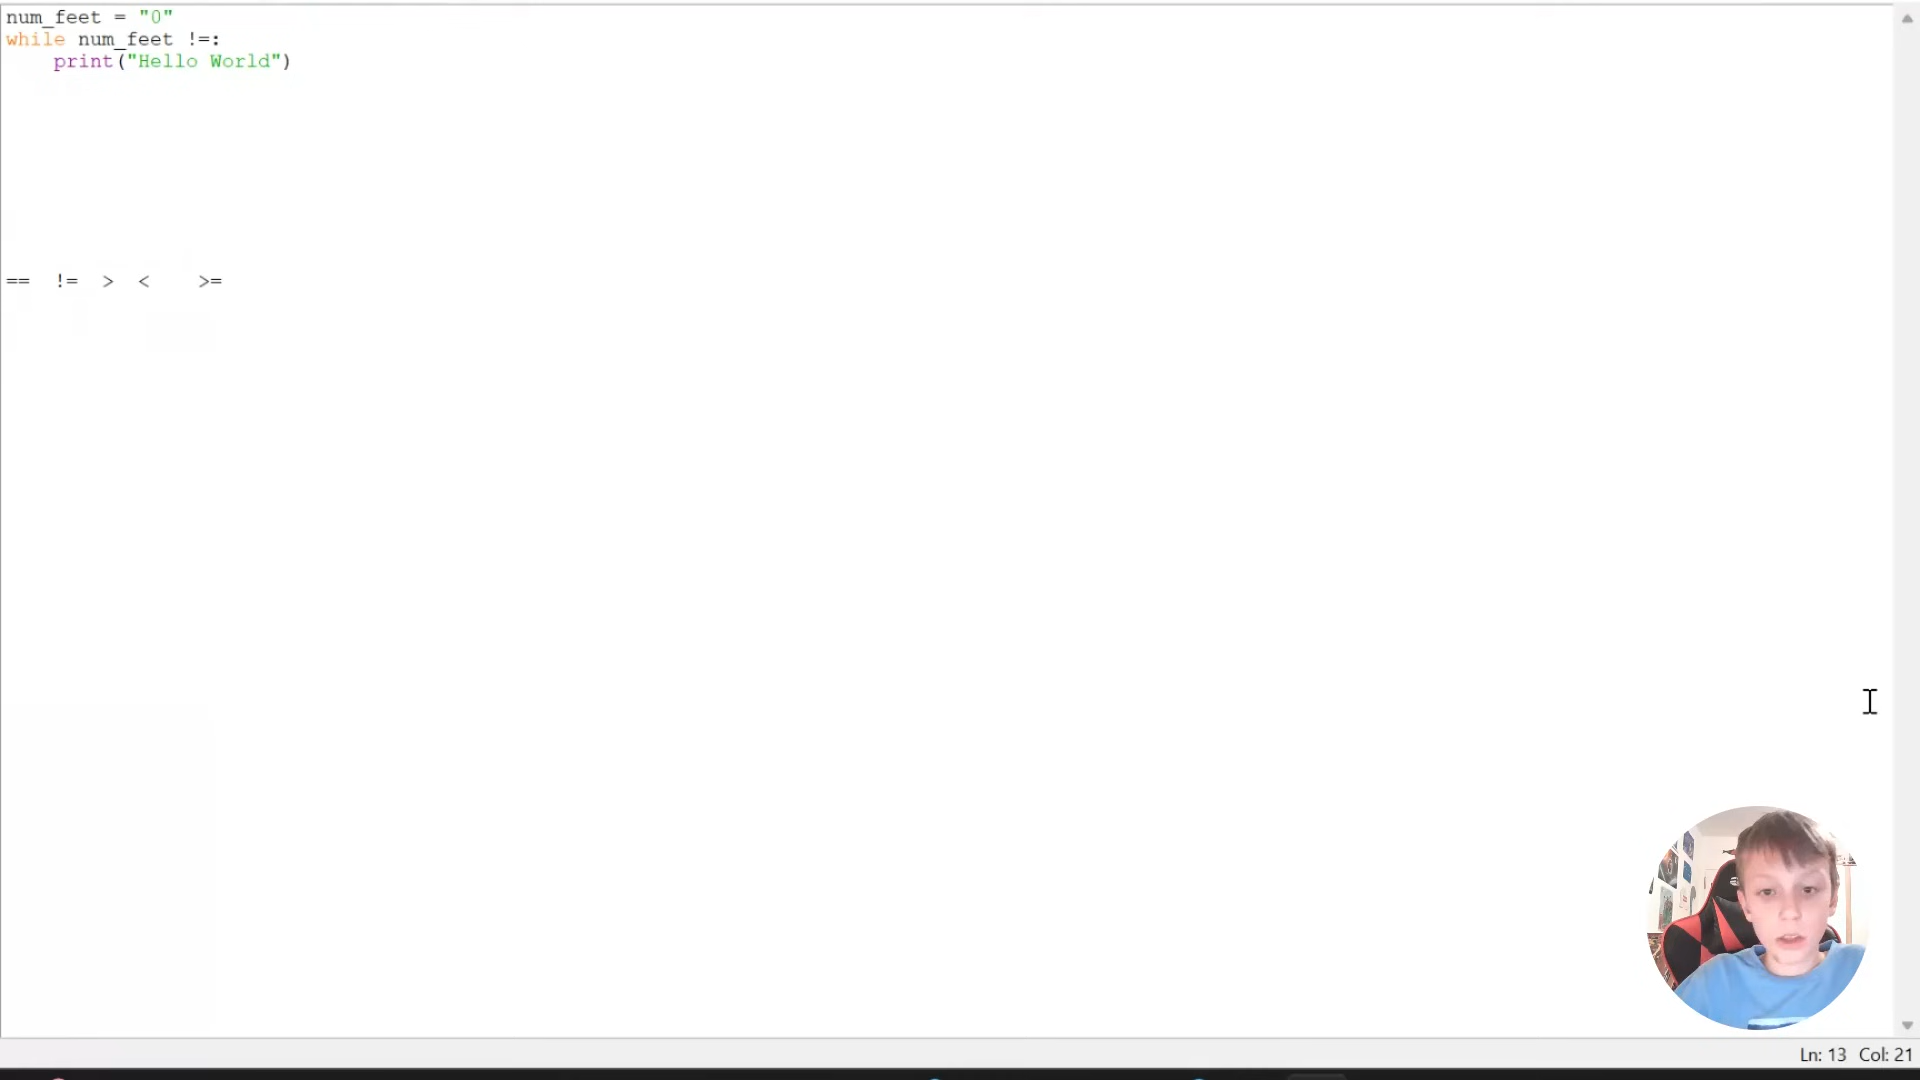 num_feet = "0"
while num_feet !=:
    print("Hello World")
==  !=  >  <    >=
Ln: 13  Col: 21